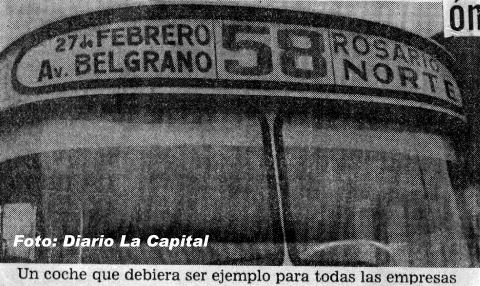 óm
27 de FEBRERO
Av. BELGRANO
58
ROSARIO
NORTE
Foto: Diario La Capital
Un coche que debiera ser ejemplo para todas las empresas